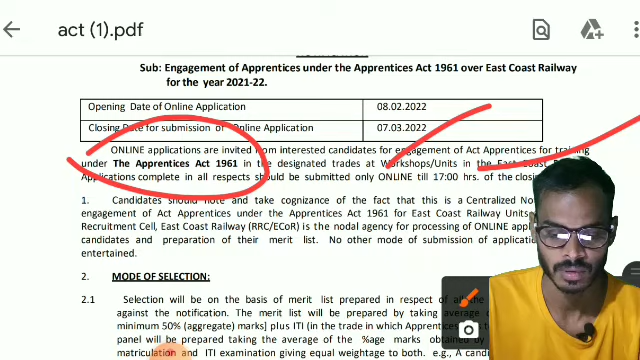 act (1).pdf
Sub: Engagement of Apprentices under the Apprentices Act 1961 over East Coast Railway
for the year 2021-22.
Opening Date of Online Application 08.02.2022
Closing Date for submission of Online Application 07.03.2022
ONLINE applications are invited from interested candidates for engagement of Act Apprentices for training
under The Apprentices Act 1961 in the designated trades at Workshops/Units in the East Coast
Applications complete in all respects should be submitted only ONLINE till 17:00 hrs. of the closing
1. Candidates should note and take cognizance of the fact that this is a Centralized
engagement of Act Apprentices under the Apprentices Act 1961 for East Coast Railway Units
Recruitment Cell, East Coast Railway (RRC/ECoR) is the nodal agency for processing of ONLINE
candidates and preparation of their merit list. No other mode of submission of
entertained.
2. MODE OF SELECTION:
2.1 Selection will be on the basis of merit list prepared in respect of all the
against the notification. The merit list will be prepared by taking average
minimum 50% (aggregate) marks) plus ITI (in the trade in which
panel will be prepared taking the average of the %age marks obtained
matriculation and ITI examination giving equal weightage to both. e.g., A